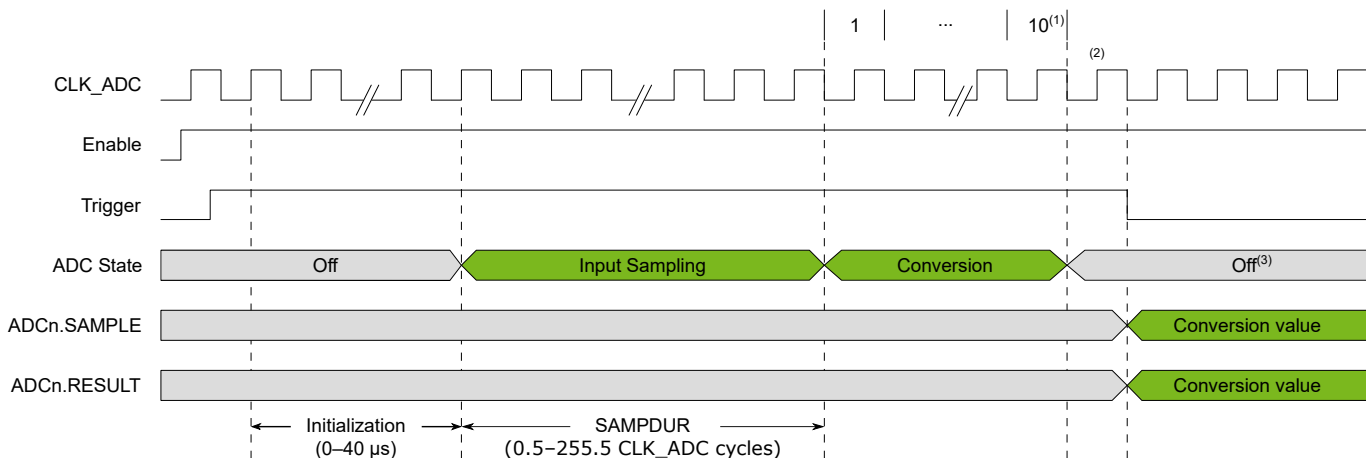 1 ... 10(1)
(2)
CLK_ADC
Enable
Trigger
ADC State Off Input Sampling Conversion Off(3)
ADCn.SAMPLE Conversion value
ADCn.RESULT Conversion value
Initialization SAMPDUR
(0–40 µs) (0.5–255.5 CLK_ADC cycles)